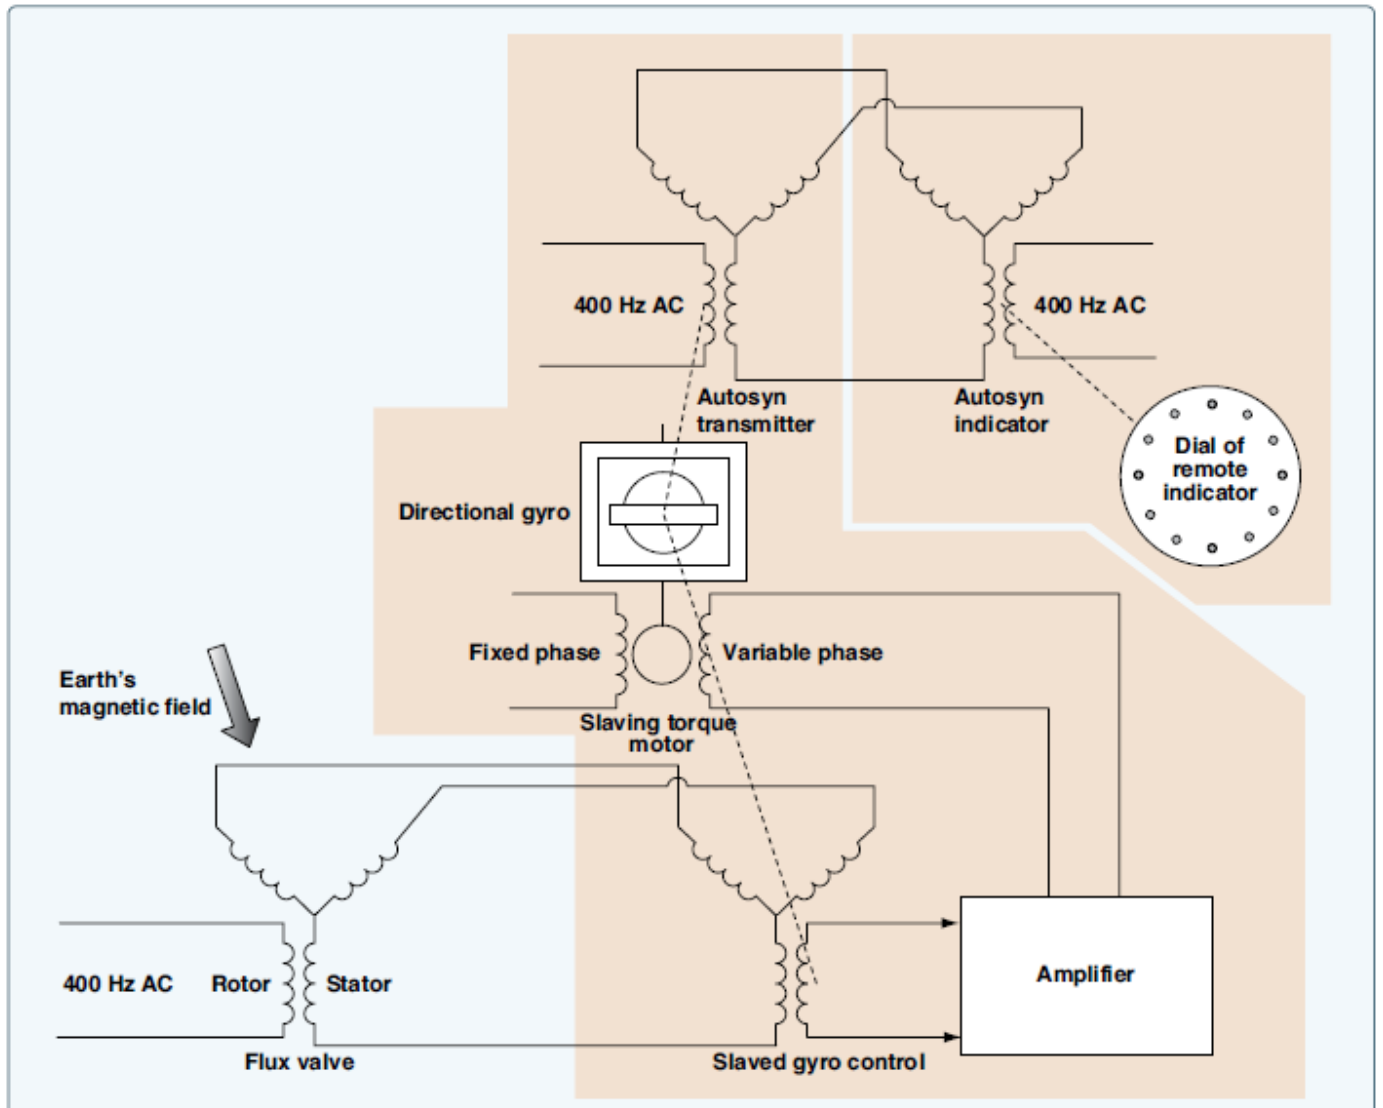 400 Hz AC
400 Hz AC
Autosyn
transmitter
Autosyn
indicator
Dial of
remote
indicator
Directional gyro
Fixed phase
Variable phase
Earth's
magnetic field
Slaving torque
motor
400 Hz AC
Rotor
Stator
Amplifier
Flux valve
Slaved gyro control